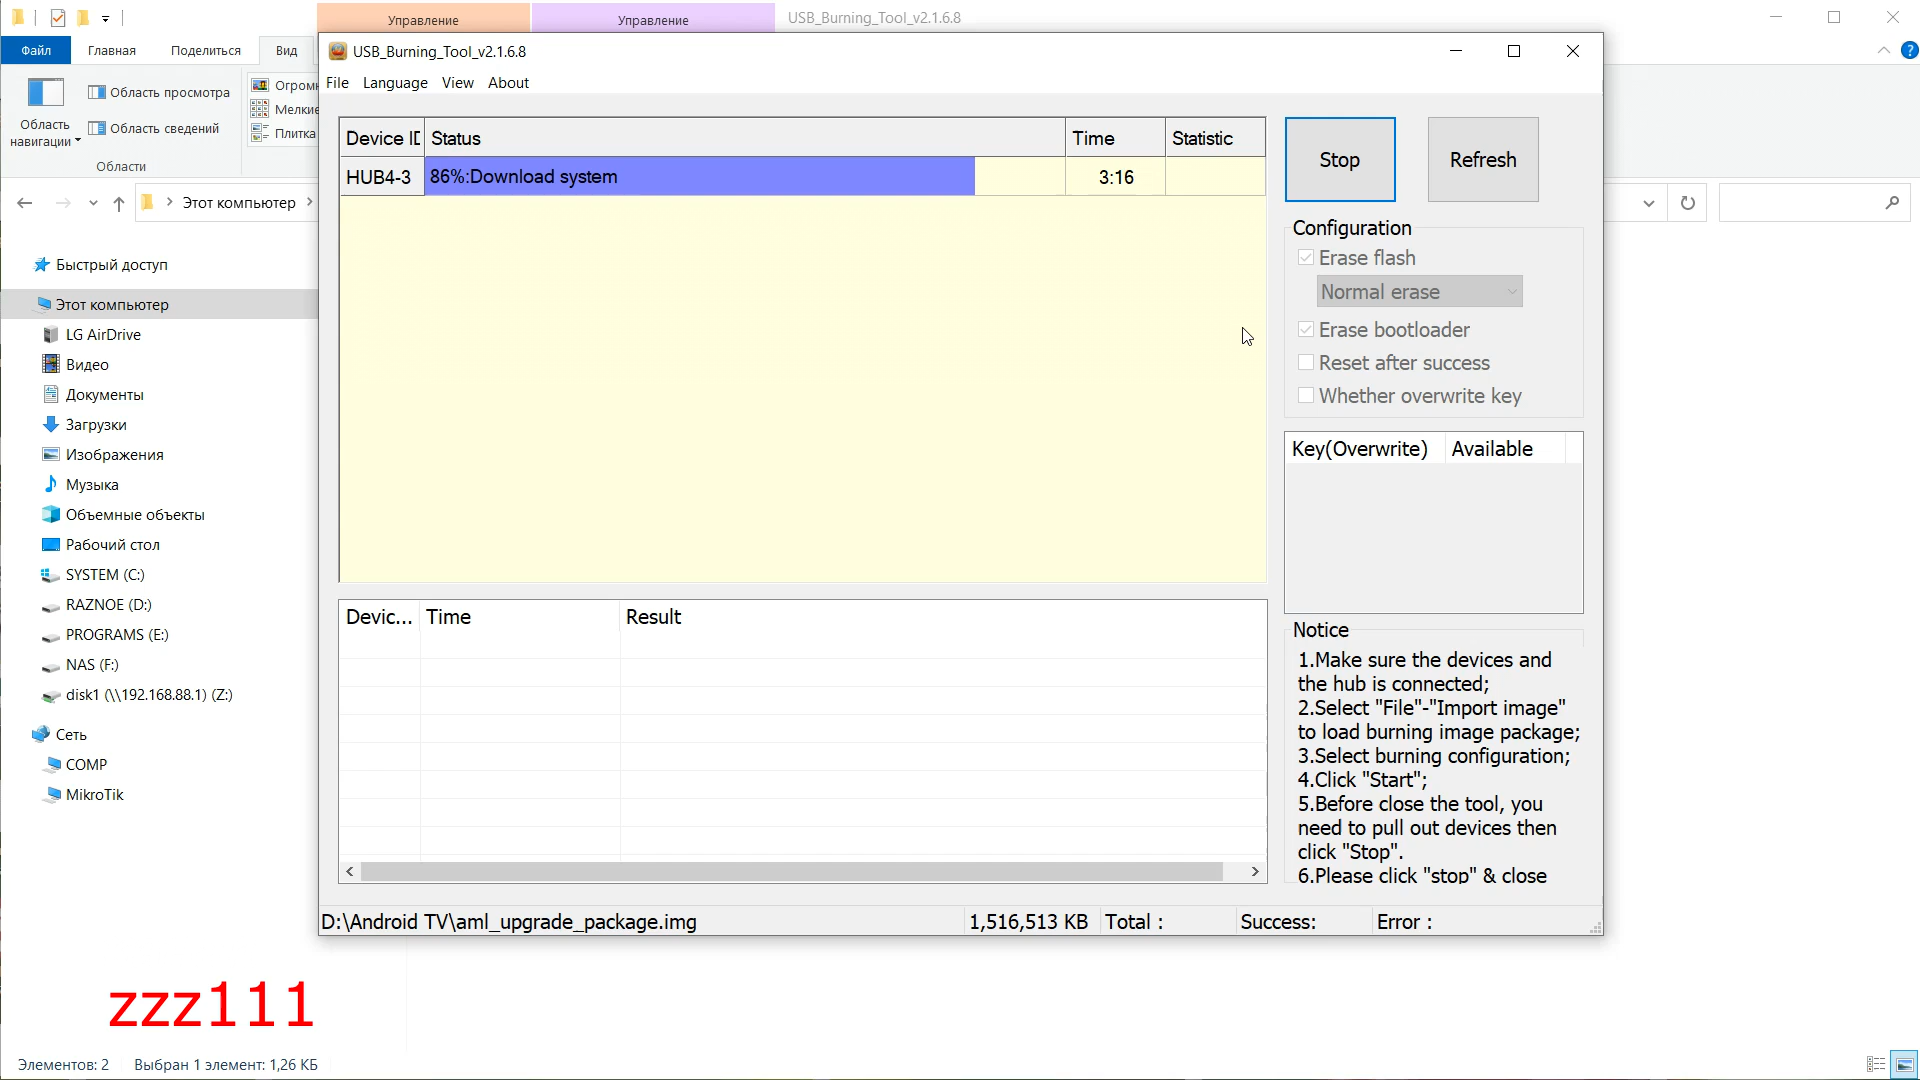 Управление
Управление
USB_Burning_Tool_v2.1.6.8
Файл
Главная
Поделиться
Вид
Область навигации
Область просмотра
Область сведений
Огром
Мелкие
Плитка
Области
Этот компьютер
Быстрый доступ
Этот компьютер
LG AirDrive
Видео
Документы
Загрузки
Изображения
Музыка
Объемные объекты
Рабочий стол
SYSTEM (C:)
RAZNOE (D:)
PROGRAMS (E:)
NAS (F:)
disk1 (\\192.168.88.1) (Z:)
Сеть
COMP
MikroTik
zzz111
Элементов: 2
Выбран 1 элемент: 1,26 КБ
USB_Burning_Tool_v2.1.6.8
File Language View About
Device ID Status Time Statistic
HUB4-3 86%:Download system 3:16
Stop
Refresh
Configuration
Erase flash
Normal erase
Erase bootloader
Reset after success
Whether overwrite key
Key(Overwrite) Available
Devic... Time Result
Notice
1.Make sure the devices and
the hub is connected;
2.Select "File"-"Import image"
to load burning image package;
3.Select burning configuration;
4.Click "Start";
5.Before close the tool, you
need to pull out devices then
click "Stop".
6.Please click "stop" & close
D:\Android TV\aml_upgrade_package.img
1,516,513 KB
Total :
Success:
Error :